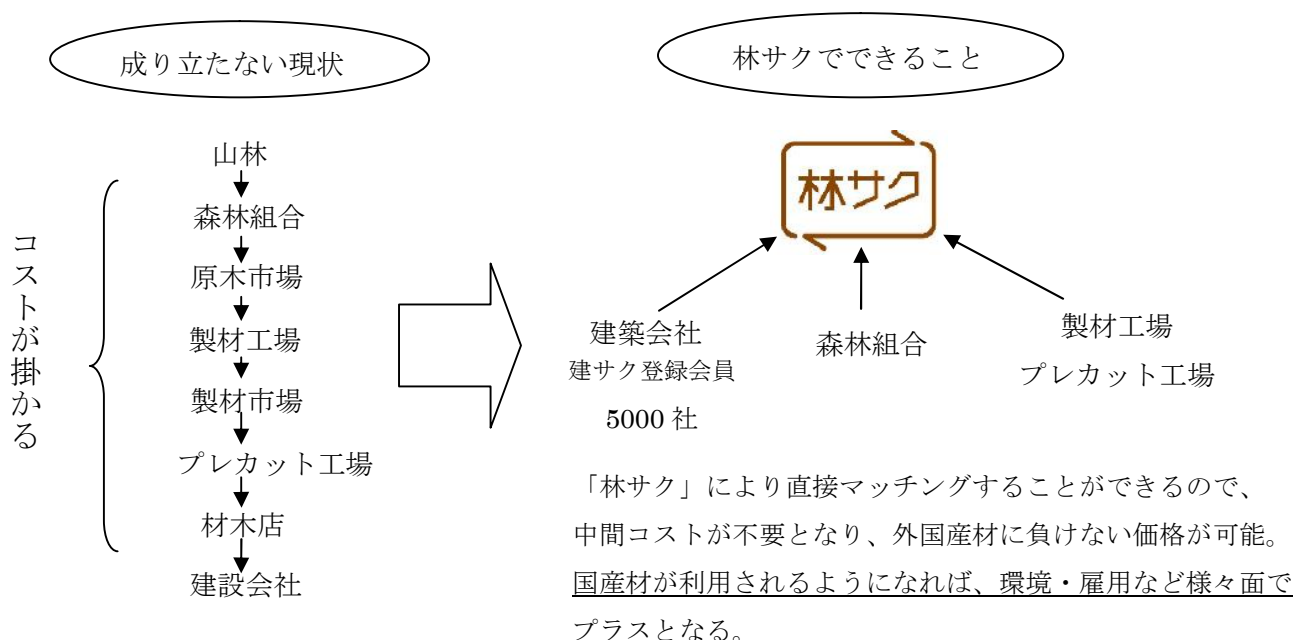 成り立たない現状
山林
森林組合
原木市場
製材工場
製材市場
プレカット工場
材木店
建設会社
コストが掛かる
林サクでできること
林サク
建築会社
建サク登録会員
5000 社
森林組合
製材工場
プレカット工場
「林サク」により直接マッチングすることができるので、
中間コストが不要となり、外国産材に負けない価格が可能。
国産材が利用されるようになれば、環境・雇用など様々面で
プラスとなる。